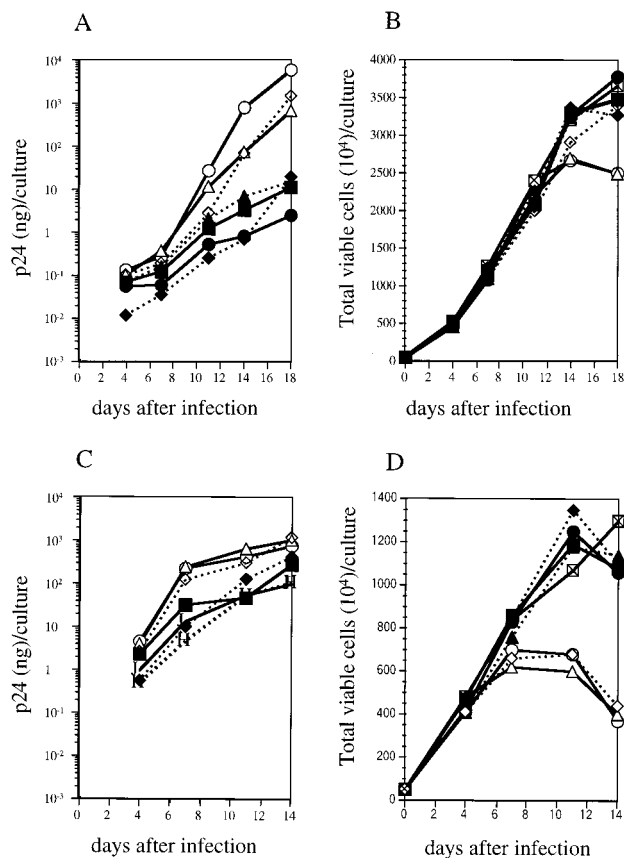 A
p24 (ng)/culture
10⁴
10³
10²
10
1
10⁻¹
10⁻²
10⁻³
0 2 4 6 8 10 12 14 16 18
days after infection
B
Total viable cells (10⁴)/culture
4000
3500
3000
2500
2000
1500
1000
500
0
0 2 4 6 8 10 12 14 16 18
days after infection
C
p24 (ng)/culture
10⁴
10³
10²
10
1
10⁻¹
10⁻²
10⁻³
0 2 4 6 8 10 12 14
days after infection
D
Total viable cells (10⁴)/culture
1400
1200
1000
800
600
400
200
0
0 2 4 6 8 10 12 14
days after infection